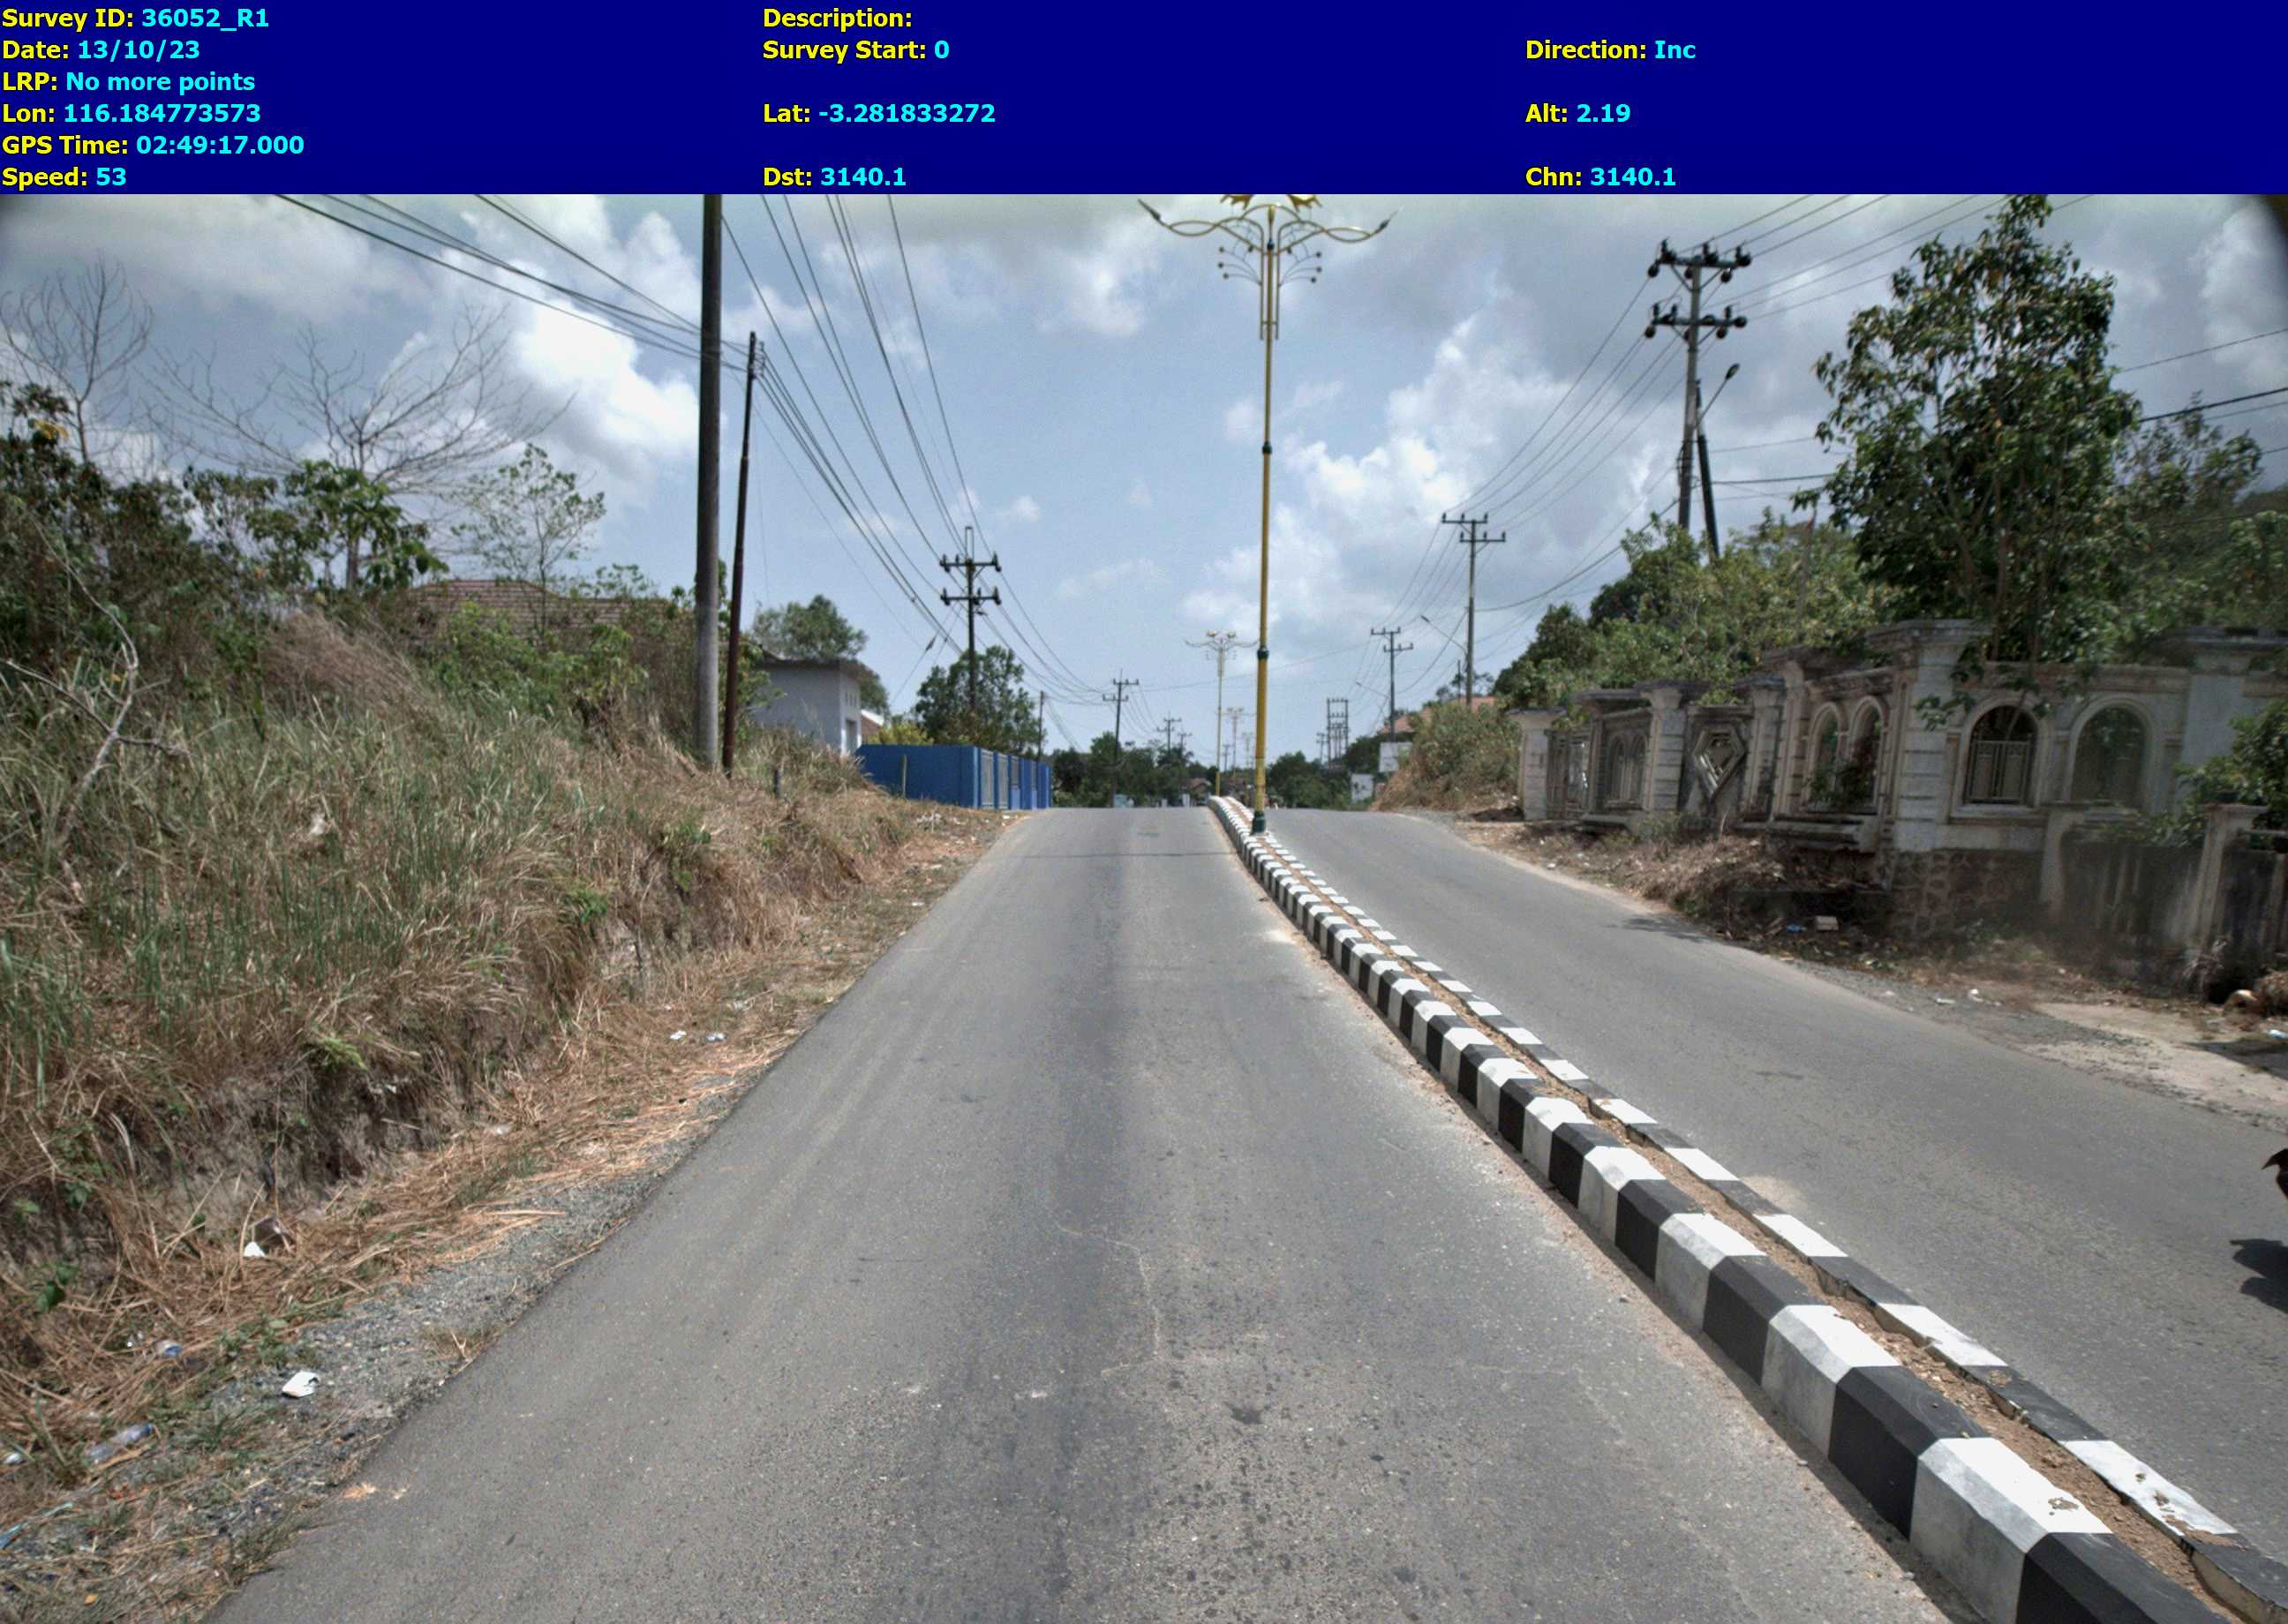 Survey ID: 36052_R1
Description:
Date: 13/10/23
Survey Start: 0
Direction: Inc
LRP: No more points
Lon: 116.184773573
Lat: -3.281833272
Alt: 2.19
GPS Time: 02:49:17.000
Speed: 53
Dst: 3140.1
Chn: 3140.1